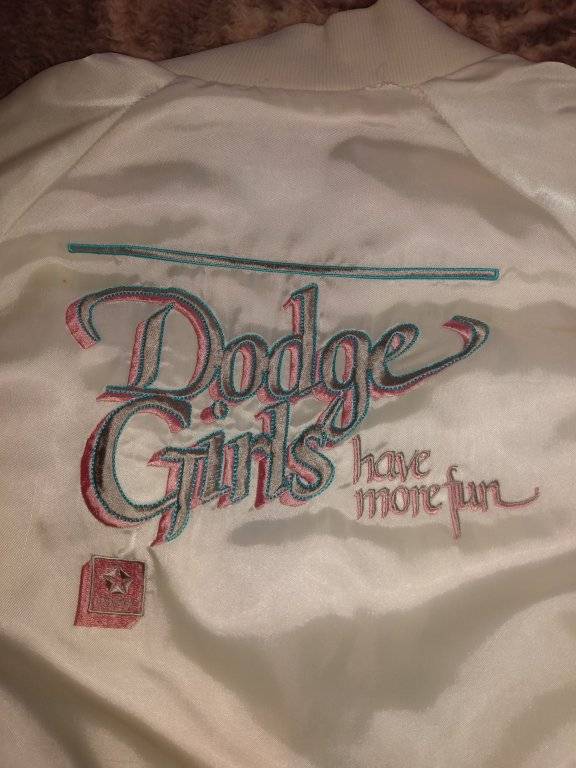 Dodge
Girls
have
more fun